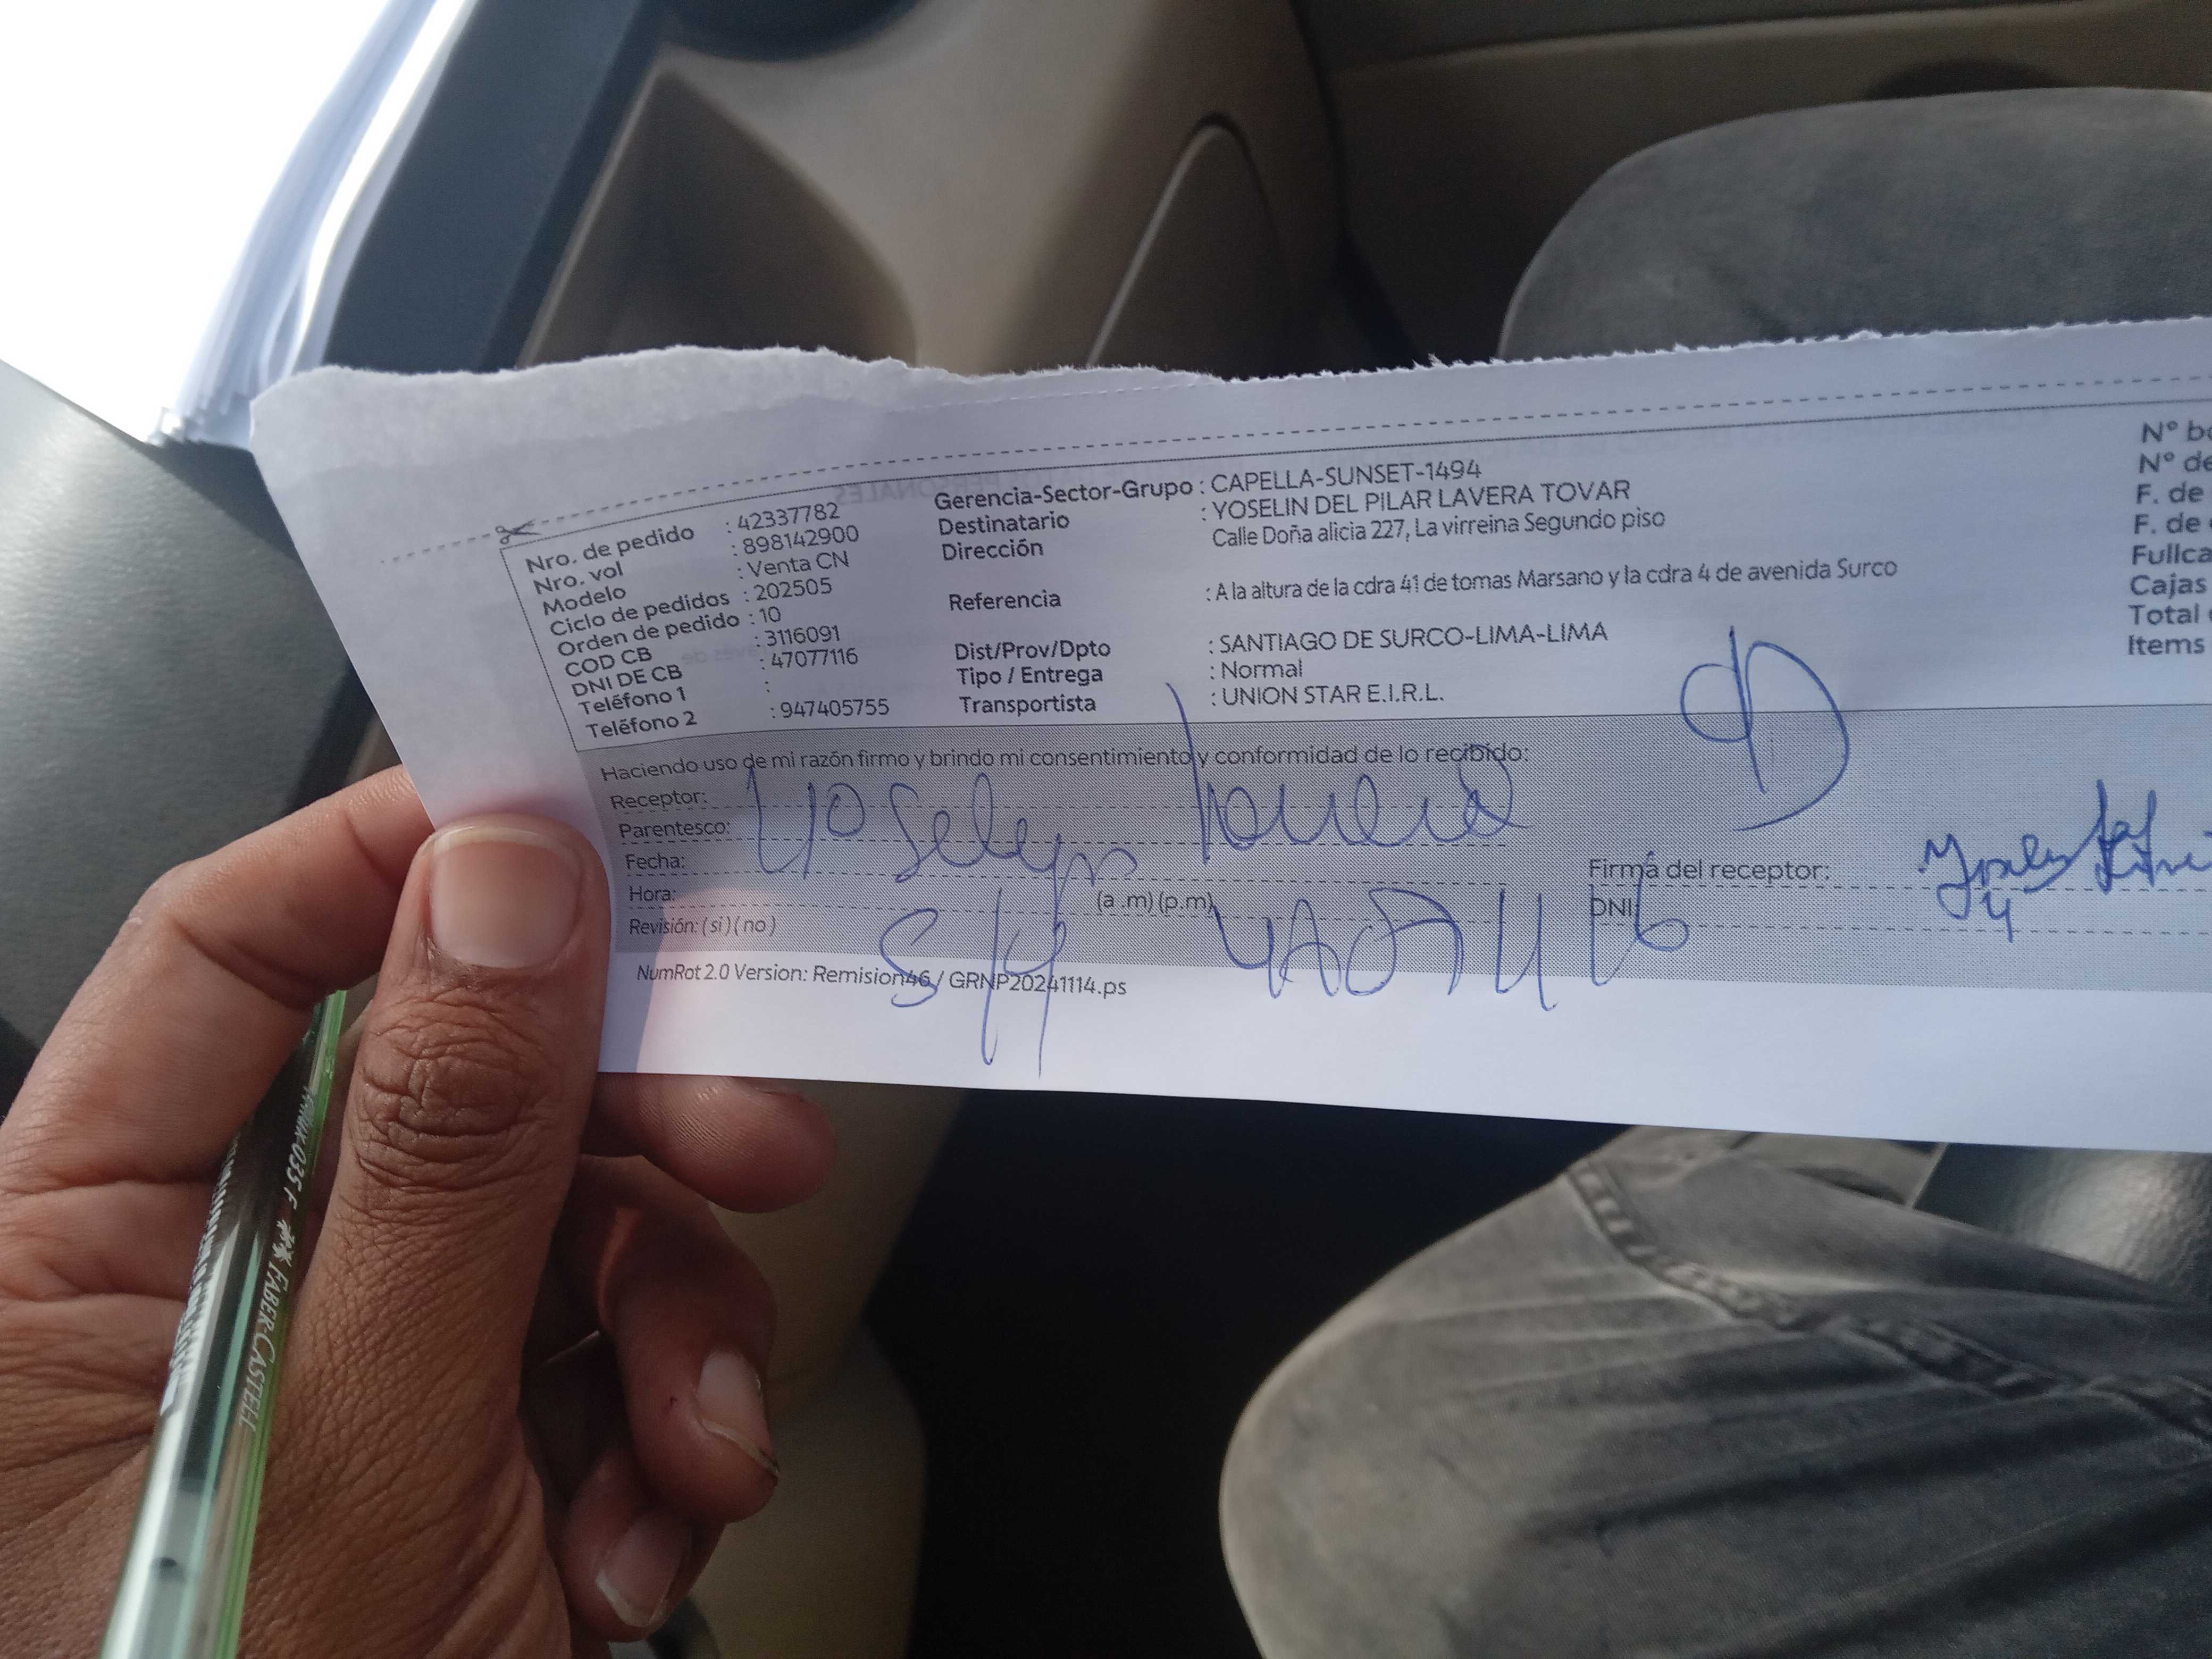 Nro. de pedido : 42337782
Nro. vol : 898142900
Modelo : Venta CN
Ciclo de pedidos : 202505
Orden de pedido : 10
COD CB : 3116091
DNI DE CB : 47077116
Teléfono 1 :
Teléfono 2 : 947405755
Gerencia-Sector-Grupo : CAPELLA-SUNSET-1494
Destinatario : YOSELIN DEL PILAR LAVERA TOVAR
Dirección Calle Doña alicia 227, La virreina Segundo piso
Referencia : A la altura de la cdra 41 de tomas Marsano y la cdra 4 de avenida Surco
Dist/Prov/Dpto : SANTIAGO DE SURCO-LIMA-LIMA
Tipo / Entrega : Normal
Transportista : UNION STAR E.I.R.L.
Nº
Nº de
F. de
F. de
Cajas
Total
Items
Haciendo uso de mi razón firmo y brindo mi consentimiento y conformidad de lo recibido:
Receptor:
Parentesco:
Fecha:
Hora: (a .m) (p.m)
Revisión: ( si ) ( no )
Firma del receptor:
DNI:
5/4
NumRot 2.0 Version: Remision46 / GRNP20241114.ps
TRILUX-035 F FABER-CASTELL